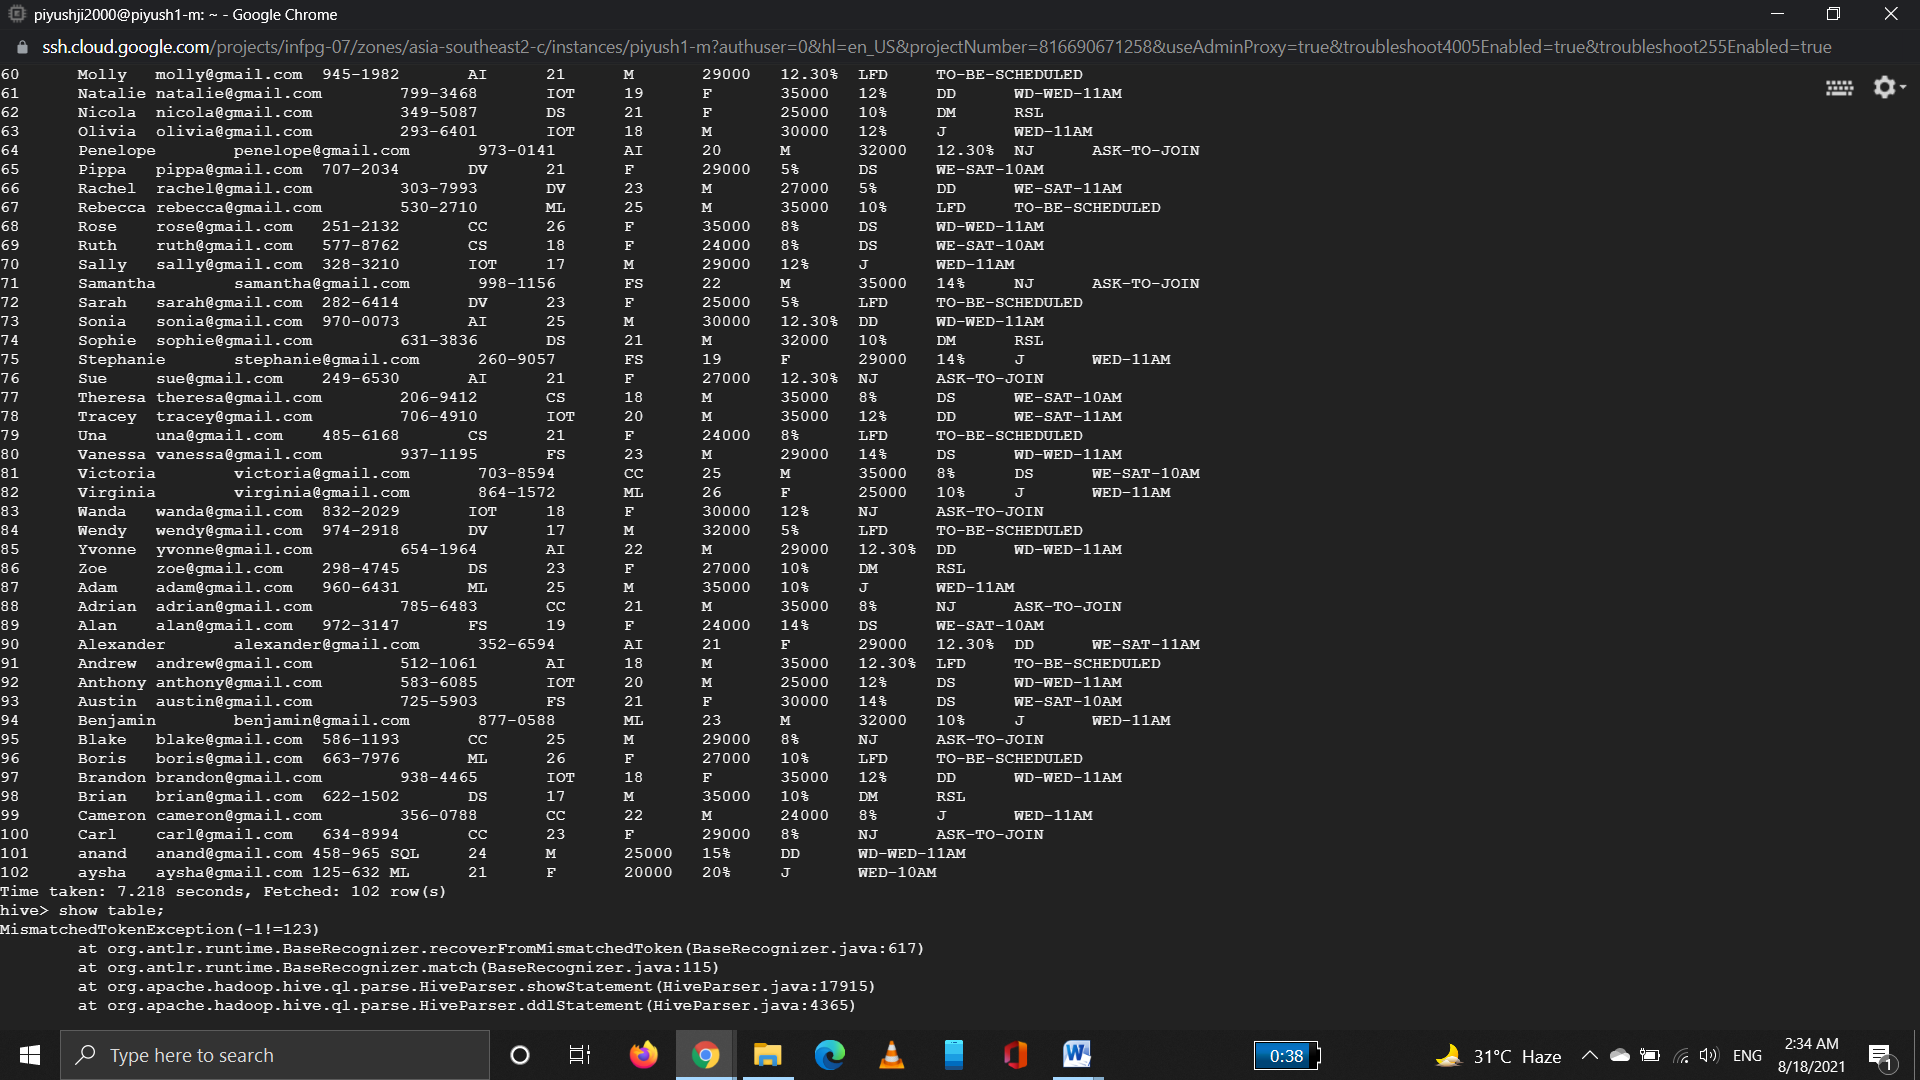 piyushji2000@piyush1-m: ~ - Google Chrome
ssh.cloud.google.com/projects/infpg-07/zones/asia-southeast2-c/instances/piyush1-m?authuser=0&hl=en_US&projectNumber=816690671258&useAdminProxy=true&troubleshoot4005Enabled=true&troubleshoot255Enabled=true
60 Molly molly@gmail.com 945-1982 AI 21 M 29000 12.30% LFD TO-BE-SCHEDULED
61 Natalie natalie@gmail.com 799-3468 IOT 19 F 35000 12% DD WD-WED-11AM
62 Nicola nicola@gmail.com 349-5087 DS 21 F 25000 10% DM RSL
63 Olivia olivia@gmail.com 293-6401 IOT 18 M 30000 12% J WED-11AM
64 Penelope penelope@gmail.com 973-0141 AI 20 M 32000 12.30% NJ ASK-TO-JOIN
65 Pippa pippa@gmail.com 707-2034 DV 21 F 29000 5% DS WE-SAT-10AM
66 Rachel rachel@gmail.com 303-7993 DV 23 M 27000 5% DD WE-SAT-11AM
67 Rebecca rebecca@gmail.com 530-2710 ML 25 M 35000 10% LFD TO-BE-SCHEDULED
68 Rose rose@gmail.com 251-2132 CC 26 F 35000 8% DS WD-WED-11AM
69 Ruth ruth@gmail.com 577-8762 CS 18 F 24000 8% DS WE-SAT-10AM
70 Sally sally@gmail.com 328-3210 IOT 17 M 29000 12% J WED-11AM
71 Samantha samantha@gmail.com 998-1156 FS 22 M 35000 14% NJ ASK-TO-JOIN
72 Sarah sarah@gmail.com 282-6414 DV 23 F 25000 5% LFD TO-BE-SCHEDULED
73 Sonia sonia@gmail.com 970-0073 AI 25 M 30000 12.30% DD WD-WED-11AM
74 Sophie sophie@gmail.com 631-3836 DS 21 M 32000 10% DM RSL
75 Stephanie stephanie@gmail.com 260-9057 FS 19 F 29000 14% J WED-11AM
76 Sue sue@gmail.com 249-6530 AI 21 F 27000 12.30% NJ ASK-TO-JOIN
77 Theresa theresa@gmail.com 206-9412 CS 18 M 35000 8% DS WE-SAT-10AM
78 Tracey tracey@gmail.com 706-4910 IOT 20 M 35000 12% DD WE-SAT-11AM
79 Una una@gmail.com 485-6168 CS 21 F 24000 8% LFD TO-BE-SCHEDULED
80 Vanessa vanessa@gmail.com 937-1195 FS 23 M 29000 14% DS WD-WED-11AM
81 Victoria victoria@gmail.com 703-8594 CC 25 M 35000 8% DS WE-SAT-10AM
82 Virginia virginia@gmail.com 864-1572 ML 26 F 25000 10% J WED-11AM
83 Wanda wanda@gmail.com 832-2029 IOT 18 F 30000 12% NJ ASK-TO-JOIN
84 Wendy wendy@gmail.com 974-2918 DV 17 M 32000 5% LFD TO-BE-SCHEDULED
85 Yvonne yvonne@gmail.com 654-1964 AI 22 M 29000 12.30% DD WD-WED-11AM
86 Zoe zoe@gmail.com 298-4745 DS 23 F 27000 10% DM RSL
87 Adam adam@gmail.com 960-6431 ML 25 M 35000 10% J WED-11AM
88 Adrian adrian@gmail.com 785-6483 CC 21 M 35000 8% NJ ASK-TO-JOIN
89 Alan alan@gmail.com 972-3147 FS 19 F 24000 14% DS WE-SAT-10AM
90 Alexander alexander@gmail.com 352-6594 AI 21 F 29000 12.30% DD WE-SAT-11AM
91 Andrew andrew@gmail.com 512-1061 AI 18 M 35000 12.30% LFD TO-BE-SCHEDULED
92 Anthony anthony@gmail.com 583-6085 IOT 20 M 25000 12% DS WD-WED-11AM
93 Austin austin@gmail.com 725-5903 FS 21 F 30000 14% DS WE-SAT-10AM
94 Benjamin benjamin@gmail.com 877-0588 ML 23 M 32000 10% J WED-11AM
95 Blake blake@gmail.com 586-1193 CC 25 M 29000 8% NJ ASK-TO-JOIN
96 Boris boris@gmail.com 663-7976 ML 26 F 27000 10% LFD TO-BE-SCHEDULED
97 Brandon brandon@gmail.com 938-4465 IOT 18 F 35000 12% DD WD-WED-11AM
98 Brian brian@gmail.com 622-1502 DS 17 M 35000 10% DM RSL
99 Cameron cameron@gmail.com 356-0788 CC 22 M 24000 8% J WED-11AM
100 Carl carl@gmail.com 634-8994 CC 23 F 29000 8% NJ ASK-TO-JOIN
101 anand anand@gmail.com 458-965 SQL 24 M 25000 15% DD WD-WED-11AM
102 aysha aysha@gmail.com 125-632 ML 21 F 20000 20% J WED-10AM
Time taken: 7.218 seconds, Fetched: 102 row(s)
hive> show table;
MismatchedTokenException(-1!=123)
at org.antlr.runtime.BaseRecognizer.recoverFromMismatchedToken(BaseRecognizer.java:617)
at org.antlr.runtime.BaseRecognizer.match(BaseRecognizer.java:115)
at org.apache.hadoop.hive.ql.parse.HiveParser.showStatement(HiveParser.java:17915)
at org.apache.hadoop.hive.ql.parse.HiveParser.ddlStatement(HiveParser.java:4365)
Type here to search
0:38
31°C Haze
ENG
2:34 AM
8/18/2021
1